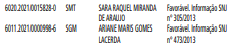 6020.2021/0015828-0 SMT SARA RAQUEL MIRANDA Favorável. Informação SNJ
DE ARAUJO nº 305/2013
6011.2021/0000998-6 SGM ARIANE MARIS GOMES Favorável. Informação SNJ
LACERDA nº 473/2013